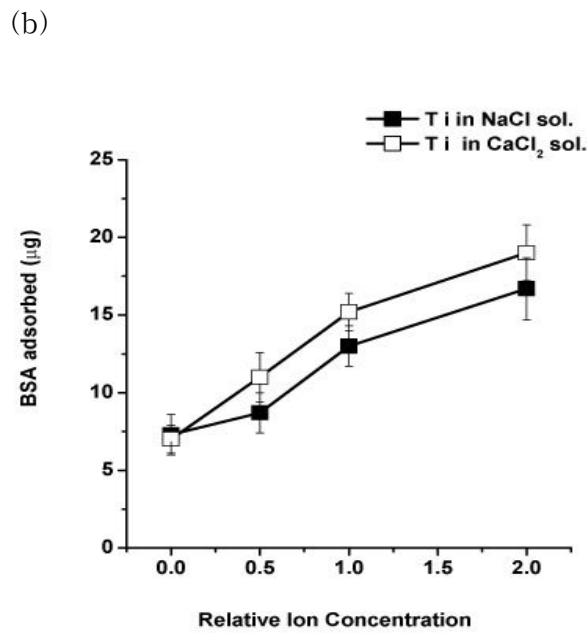 (b)
T i in NaCl sol.
T i in CaCl₂ sol.
25
20
15
10
5
0
BSA adsorbed (μg)
0.0 0.5 1.0 1.5 2.0
Relative Ion Concentration